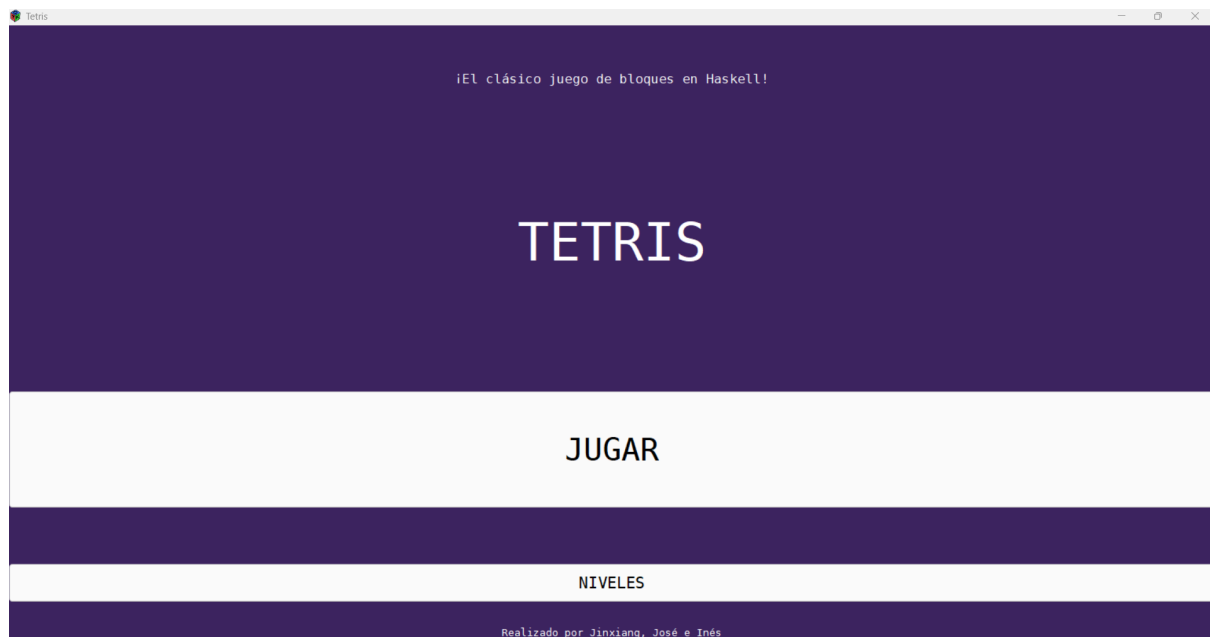 Tetris
¡El clásico juego de bloques en Haskell!
TETRIS
JUGAR
NIVELES
Realizado por Jinxiang, José e Inés